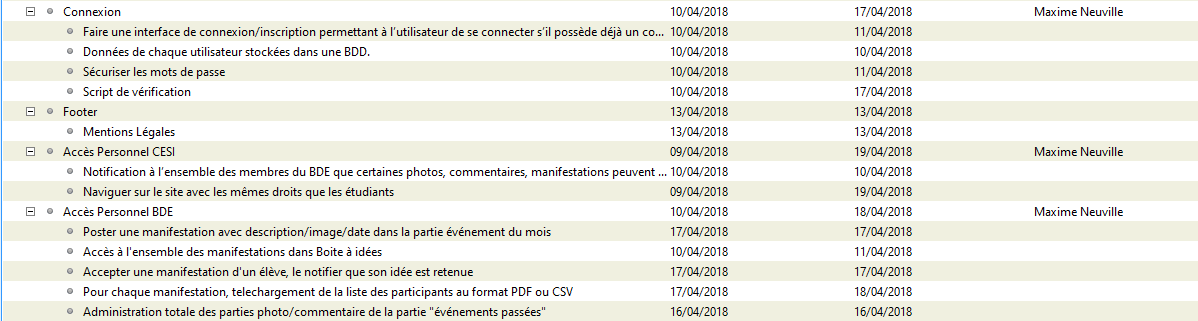 Connexion 10/04/2018 17/04/2018 Maxime Neuville
Faire une interface de connexion/inscription permettant à l'utilisateur de se connecter s'il possède déjà un co... 10/04/2018 11/04/2018
Données de chaque utilisateur stockées dans une BDD. 10/04/2018 10/04/2018
Sécuriser les mots de passe 10/04/2018 11/04/2018
Script de vérification 10/04/2018 17/04/2018
Footer 13/04/2018 13/04/2018
Mentions Légales 13/04/2018 13/04/2018
Accès Personnel CESI 09/04/2018 19/04/2018 Maxime Neuville
Notification à l'ensemble des membres du BDE que certaines photos, commentaires, manifestations peuvent ... 10/04/2018 10/04/2018
Naviguer sur le site avec les mêmes droits que les étudiants 09/04/2018 19/04/2018
Accès Personnel BDE 10/04/2018 18/04/2018 Maxime Neuville
Poster une manifestation avec description/image/date dans la partie événement du mois 17/04/2018 17/04/2018
Accès à l'ensemble des manifestations dans Boite à idées 10/04/2018 11/04/2018
Accepter une manifestation d'un élève, le notifier que son idée est retenue 17/04/2018 17/04/2018
Pour chaque manifestation, telechargement de la liste des participants au format PDF ou CSV 17/04/2018 18/04/2018
Administration totale des parties photo/commentaire de la partie "événements passées" 16/04/2018 16/04/2018